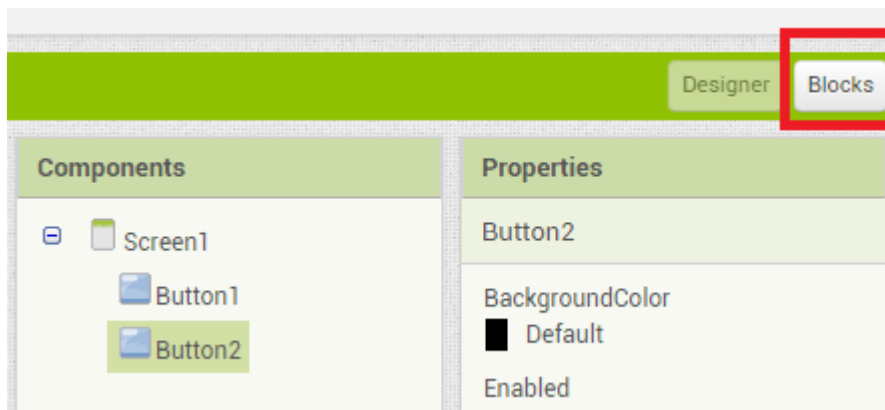 Designer
Blocks
Components
Properties
Screen1
Button1
Button2
Button2
BackgroundColor
Default
Enabled